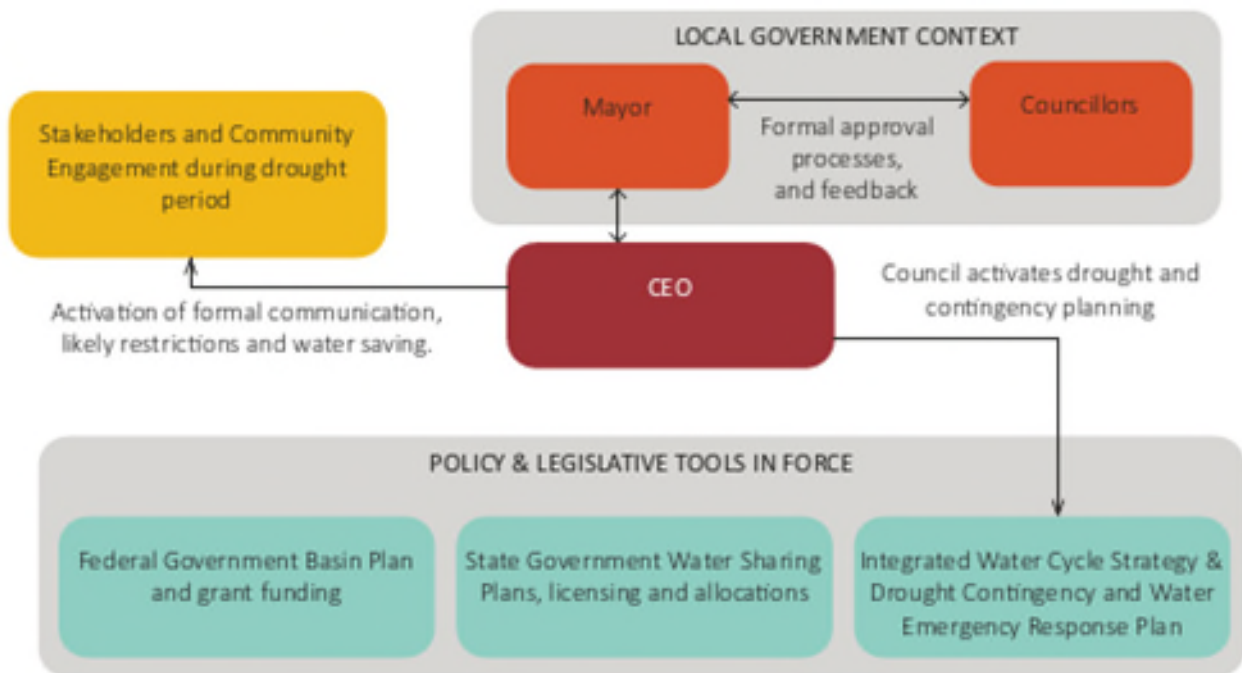 LOCAL GOVERNMENT CONTEXT
Mayor
Councillors
Formal approval
processes,
and feedback
Stakeholders and Community
Engagement during drought
period
CEO
Activation of formal communication,
likely restrictions and water saving.
Council activates drought and
contingency planning
POLICY & LEGISLATIVE TOOLS IN FORCE
Federal Government Basin Plan
and grant funding
State Government Water Sharing
Plans, licensing and allocations
Integrated Water Cycle Strategy &
Drought Contingency and Water
Emergency Response Plan